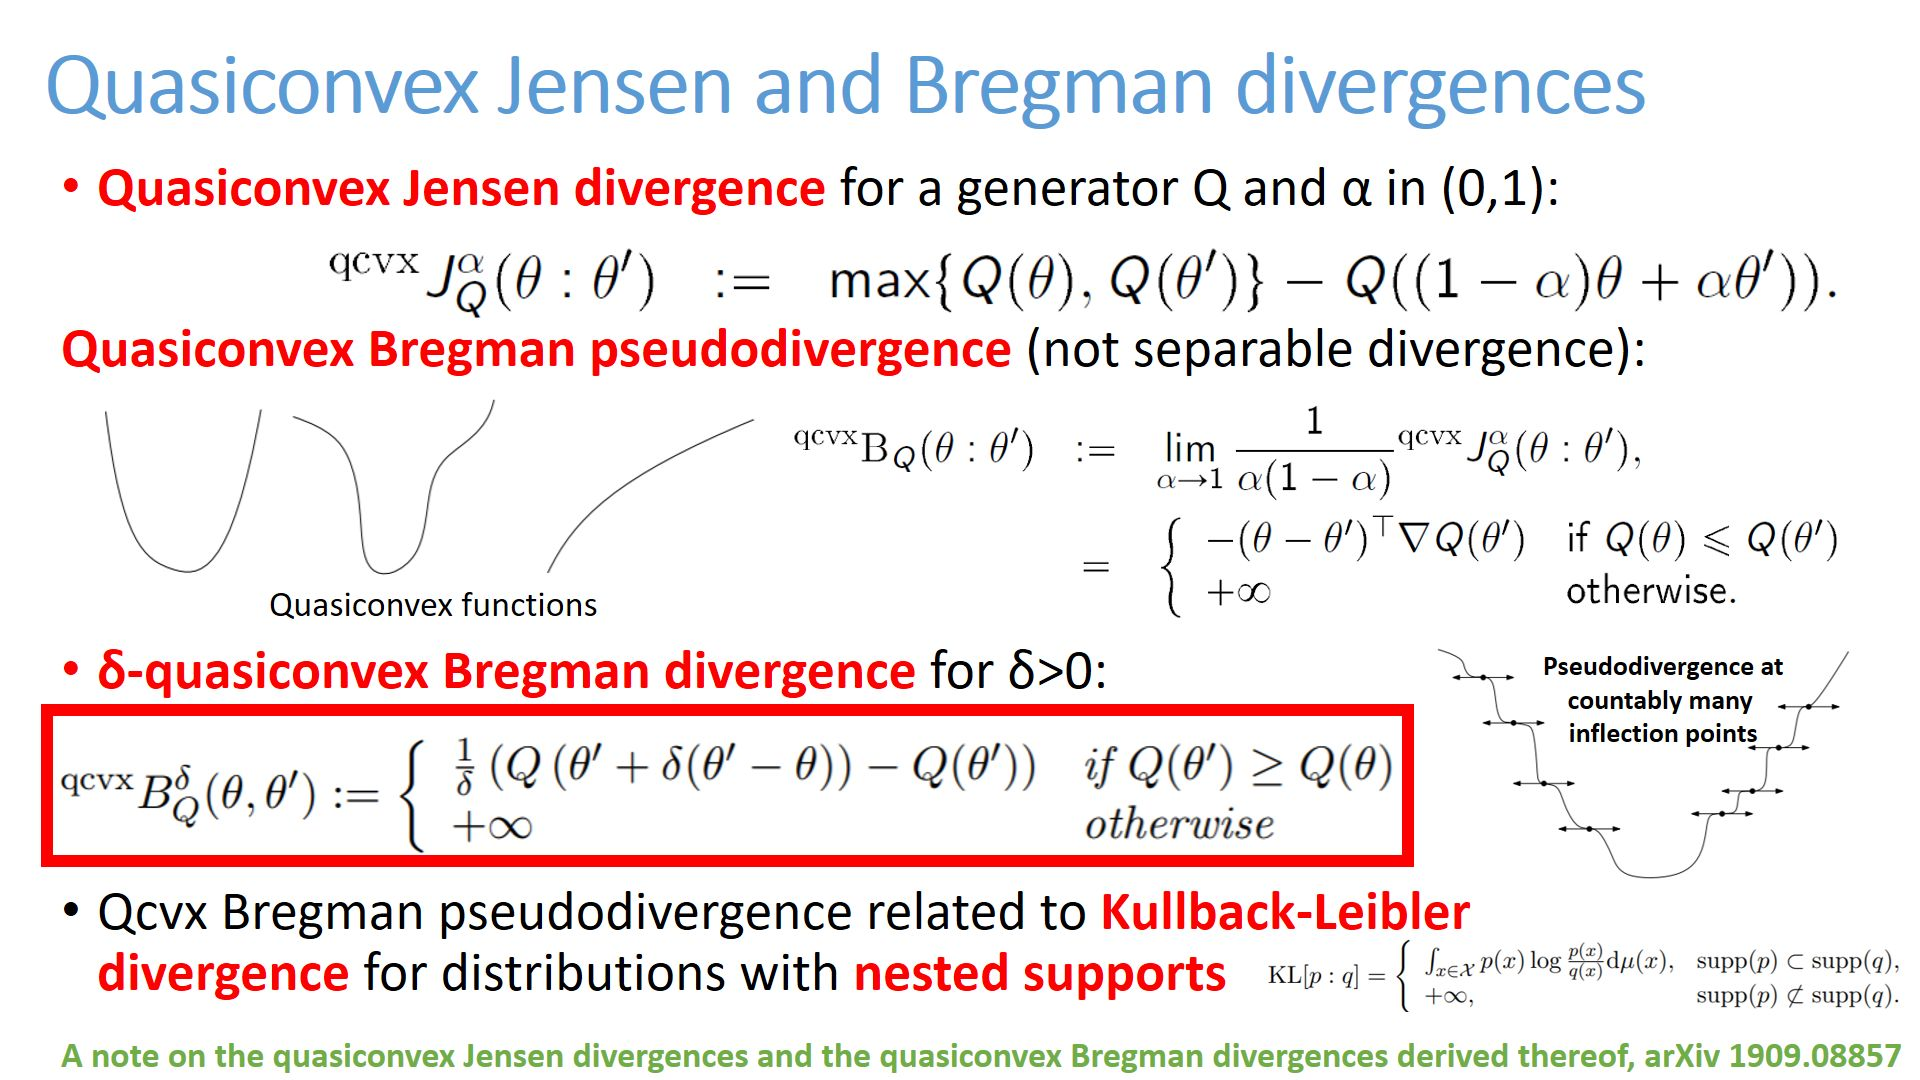 Quasiconvex Jensen and Bregman divergences
• Quasiconvex Jensen divergence for a generator Q and α in (0,1):
qcvx J_Q^α(θ : θ′) := max{Q(θ), Q(θ′)} − Q((1 − α)θ + αθ′)).
Quasiconvex Bregman pseudodivergence (not separable divergence):
qcvx B_Q(θ : θ′) := lim_{α→1} 1/(α(1 − α)) qcvx J_Q^α(θ : θ′),
= { −(θ − θ′)^⊤∇Q(θ′) if Q(θ) ⩽ Q(θ′)
+∞ otherwise.
Quasiconvex functions
• δ-quasiconvex Bregman divergence for δ>0:
qcvx B_Q^δ(θ, θ′) := { 1/δ (Q (θ′ + δ(θ′ − θ)) − Q(θ′)) if Q(θ′) ≥ Q(θ)
+∞ otherwise
Pseudodivergence at
countably many
inflection points
• Qcvx Bregman pseudodivergence related to Kullback-Leibler
divergence for distributions with nested supports
KL[p : q] = { ∫_{x∈𝒳} p(x) log p(x)/q(x) dμ(x), supp(p) ⊂ supp(q),
+∞, supp(p) ⊄ supp(q).
A note on the quasiconvex Jensen divergences and the quasiconvex Bregman divergences derived thereof, arXiv 1909.08857